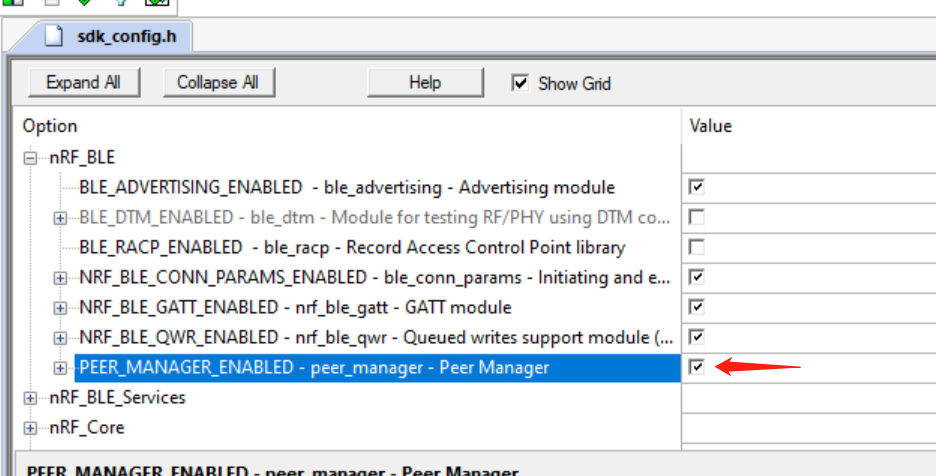 sdk_config.h
Expand All Collapse All Help Show Grid
Option Value
nRF_BLE
BLE_ADVERTISING_ENABLED - ble_advertising - Advertising module
BLE_DTM_ENABLED - ble_dtm - Module for testing RF/PHY using DTM co...
BLE_RACP_ENABLED - ble_racp - Record Access Control Point library
NRF_BLE_CONN_PARAMS_ENABLED - ble_conn_params - Initiating and e...
NRF_BLE_GATT_ENABLED - nrf_ble_gatt - GATT module
NRF_BLE_QWR_ENABLED - nrf_ble_qwr - Queued writes support module (...
PEER_MANAGER_ENABLED - peer_manager - Peer Manager
nRF_BLE_Services
nRF_Core
PEER_MANAGER_ENABLED - peer_manager - Peer Manager